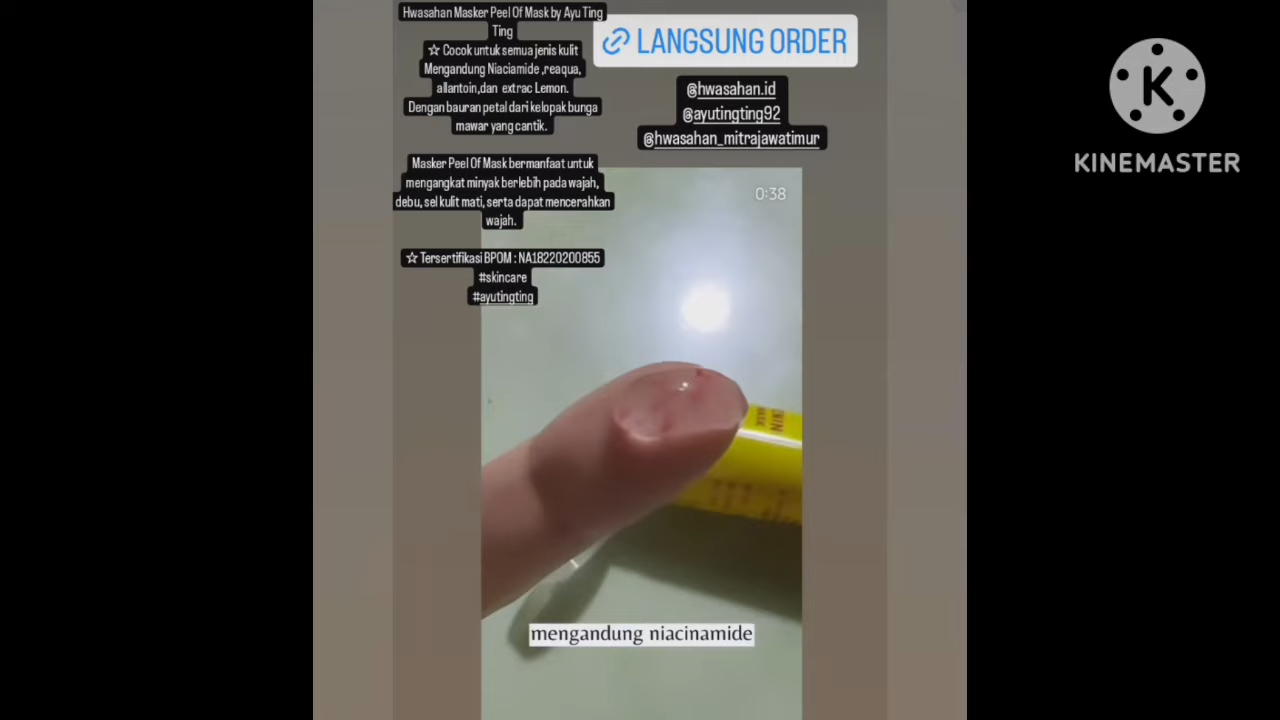 Hwasahan Masker Peel Of Mask by Ayu Ting
Ting
☆ Cocok untuk semua jenis kulit
Mengandung Niaciamide ,reaqua,
allantoin,dan extrac Lemon.
Dengan bauran petal dari kelopak bunga
mawar yang cantik.
Masker Peel Of Mask bermanfaat untuk
mengangkat minyak berlebih pada wajah,
debu, sel kulit mati, serta dapat mencerahkan
wajah.
☆ Tersertifikasi BPOM : NA18220200855
#skincare
#ayutingting
LANGSUNG ORDER
@hwasahan.id
@ayutingting92
@hwasahan_mitrajawatimur
0:38
K
KINEMASTER
MASK
mengandung niacinamide